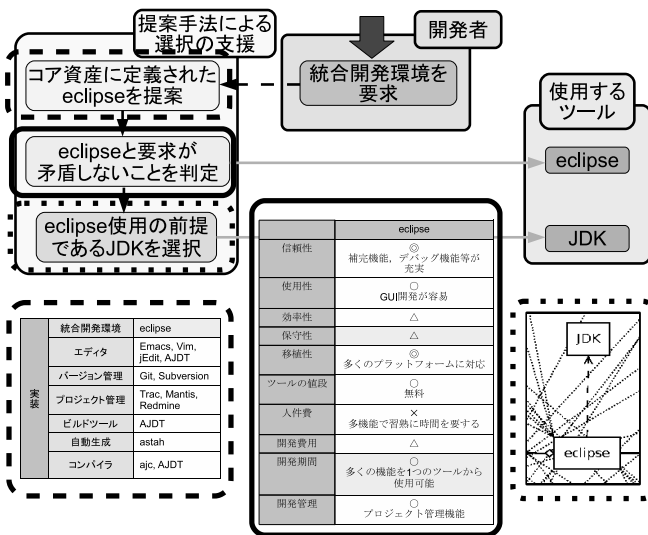 提案手法による
選択の支援
開発者
コア資産に定義された
eclipseを提案
統合開発環境を
要求
使用する
ツール
eclipseと要求が
矛盾しないことを判定
eclipse
eclipse使用の前提
であるJDKを選択
JDK
eclipse
信頼性
◎
補完機能，デバッグ機能等が
充実
使用性
○
GUI開発が容易
効率性 △
保守性 △
移植性
◎
多くのプラットフォームに対応
ツールの値段
○
無料
人件費
×
多機能で習熟に時間を要する
開発費用 △
開発期間
○
多くの機能を1つのツールから
使用可能
開発管理
○
プロジェクト管理機能
実装
統合開発環境 eclipse
エディタ Emacs, Vim,
jEdit, AJDT
バージョン管理 Git, Subversion
プロジェクト管理 Trac, Mantis,
Redmine
ビルドツール AJDT
自動生成 astah
コンパイラ ajc, AJDT
JDK
eclipse